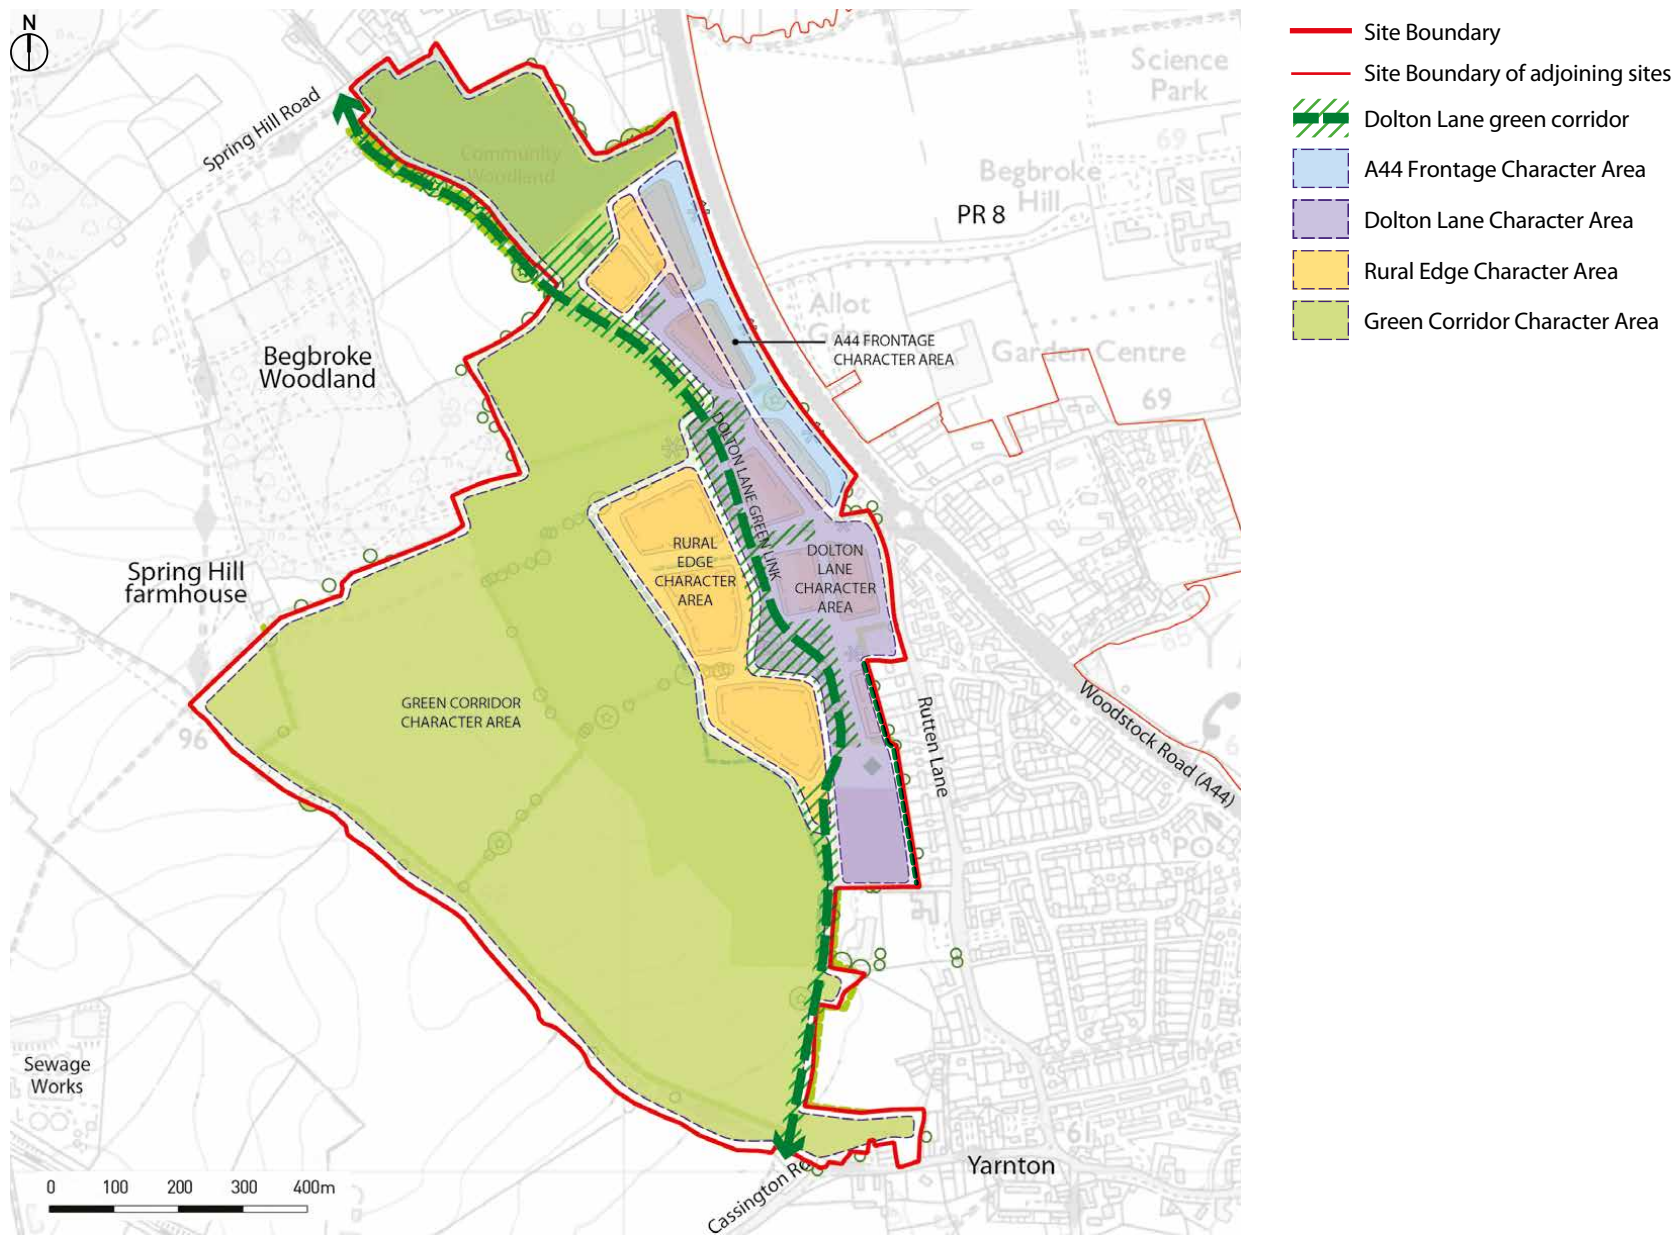 N
Spring Hill Road
Community
Woodland
Science
Park
69
Begbroke
Hill
PR 8
Allot
Gdns
A44 FRONTAGE
CHARACTER AREA
Garden Centre
69
Begbroke
Woodland
DOLTON LANE GREEN LINK
Spring Hill
farmhouse
RURAL
EDGE
CHARACTER
AREA
DOLTON
LANE
CHARACTER
AREA
GREEN CORRIDOR
CHARACTER AREA
96
Rutten Lane
Woodstock Road (A44)
PO
Sewage
Works
61
Yarnton
Cassington Ro
0 100 200 300 400m
Site Boundary
Site Boundary of adjoining sites
Dolton Lane green corridor
A44 Frontage Character Area
Dolton Lane Character Area
Rural Edge Character Area
Green Corridor Character Area